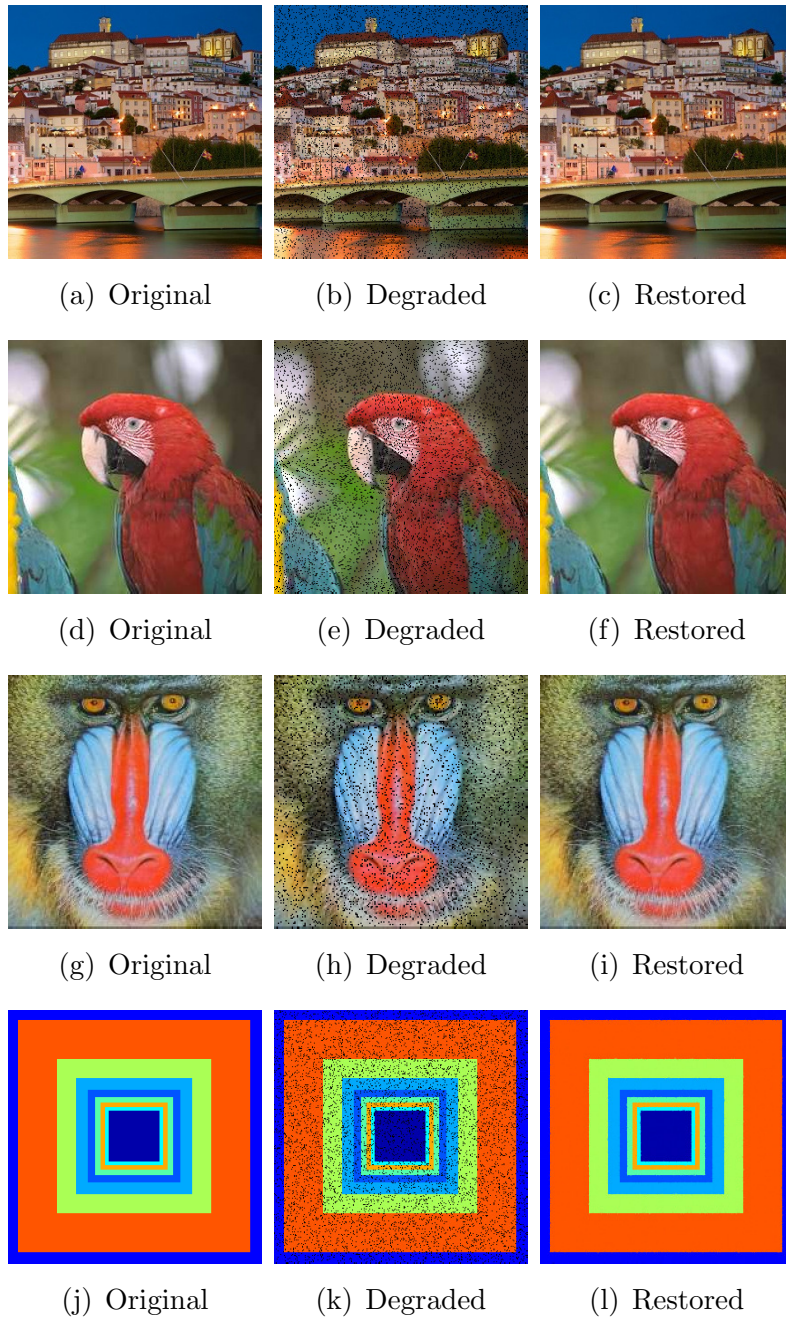 (a) Original (b) Degraded (c) Restored
(d) Original (e) Degraded (f) Restored
(g) Original (h) Degraded (i) Restored
(j) Original (k) Degraded (l) Restored